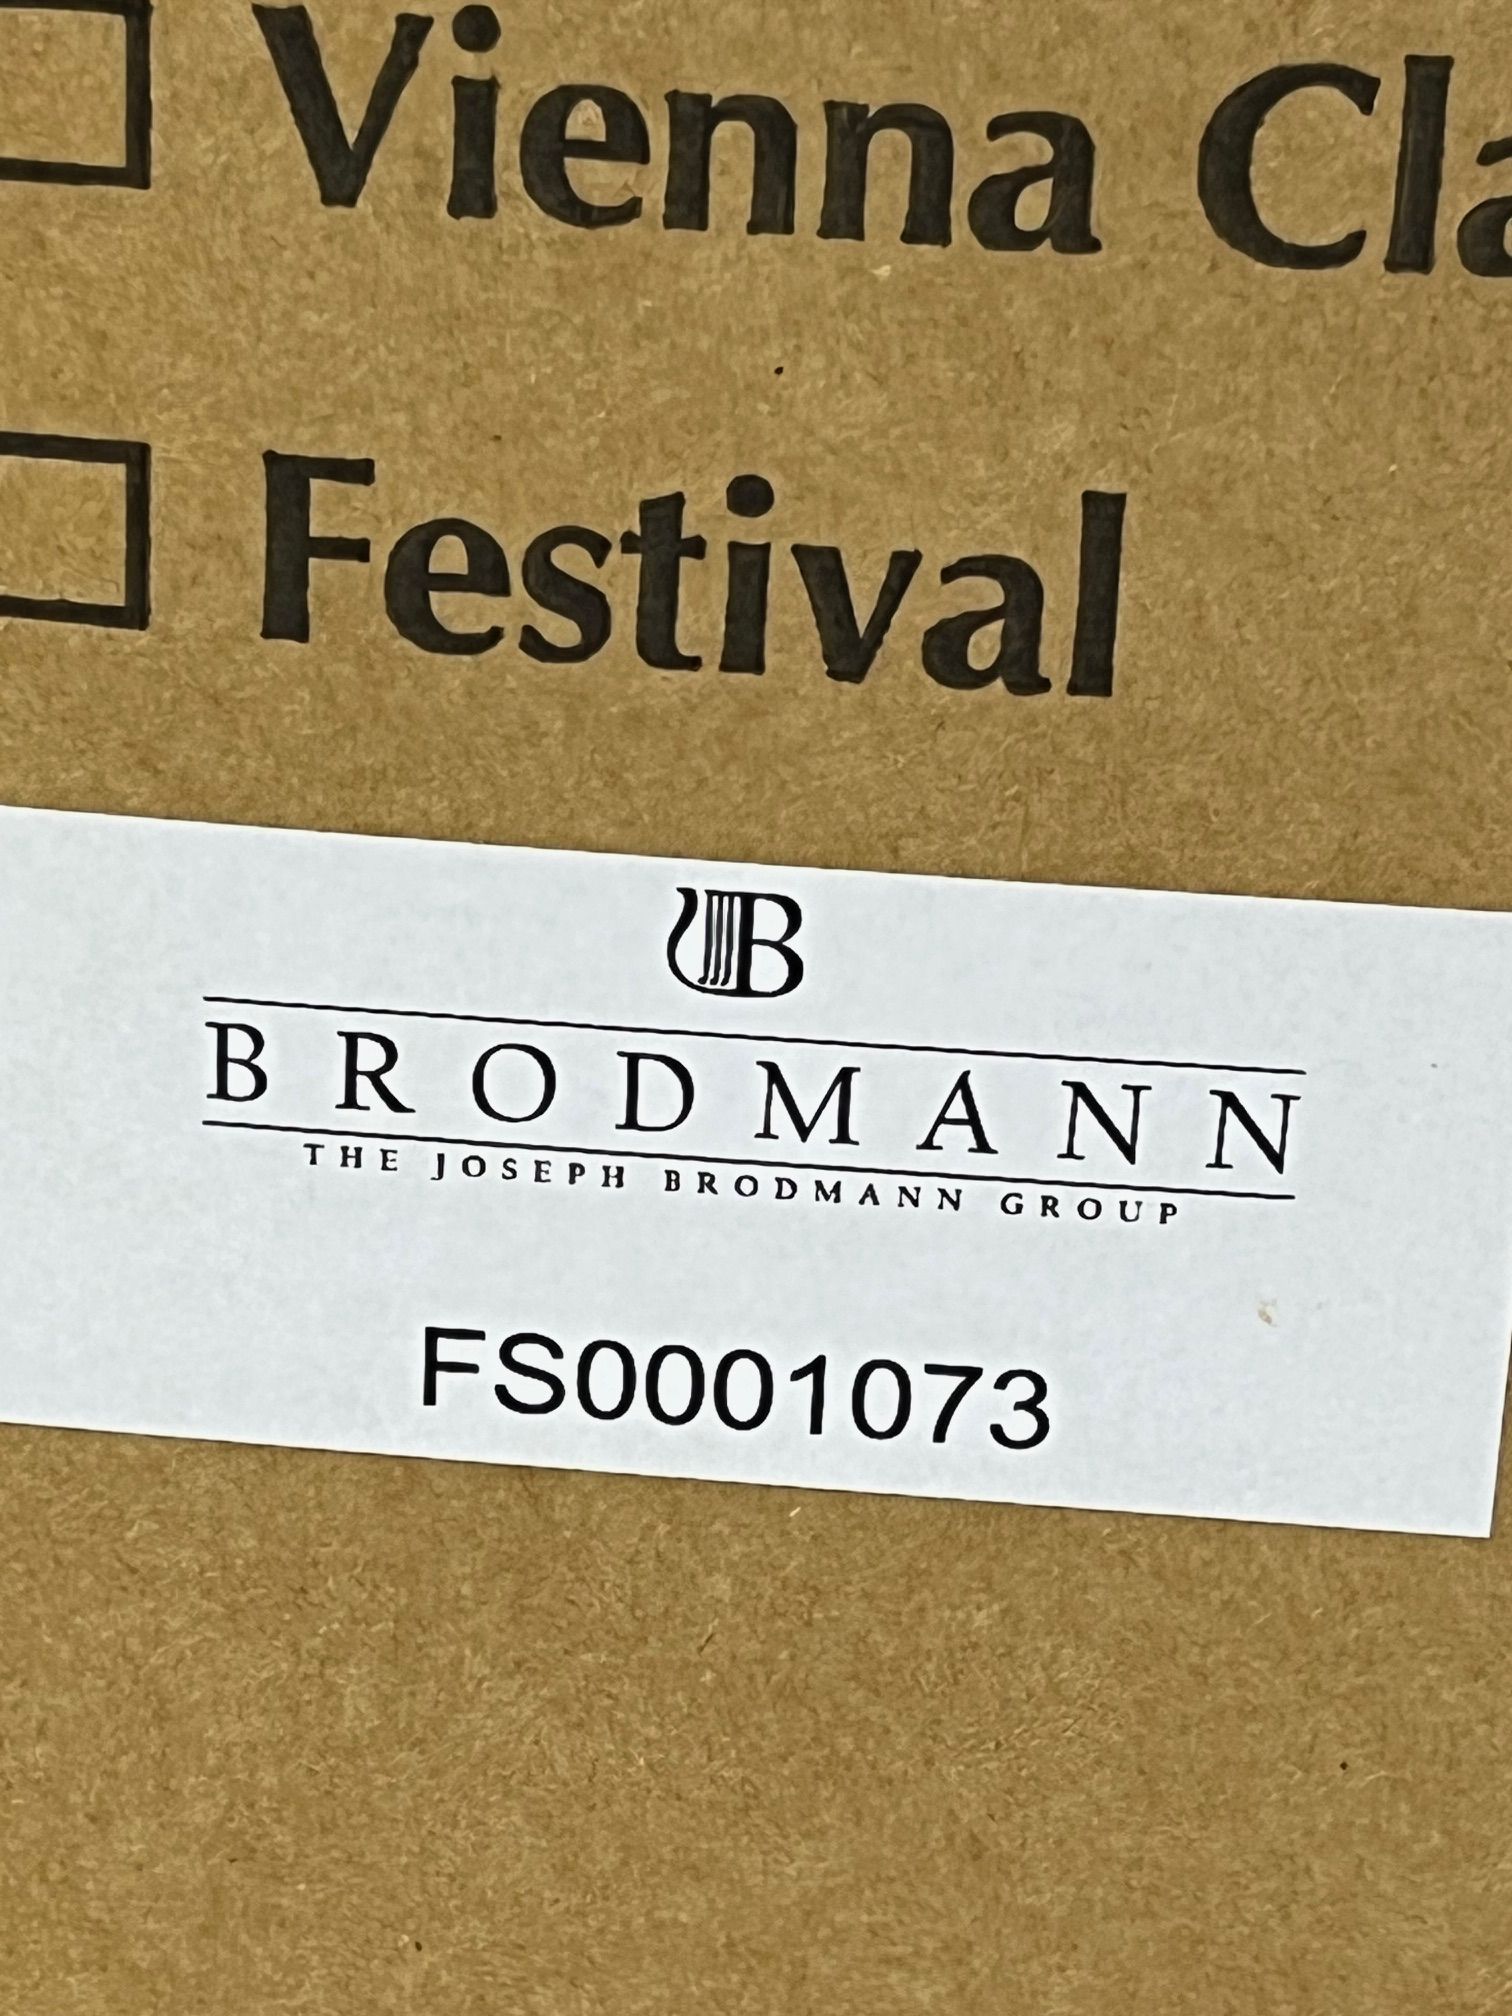 Vienna Cla
Festival
B
BRODMANN
THE JOSEPH BRODMANN GROUP
FS0001073